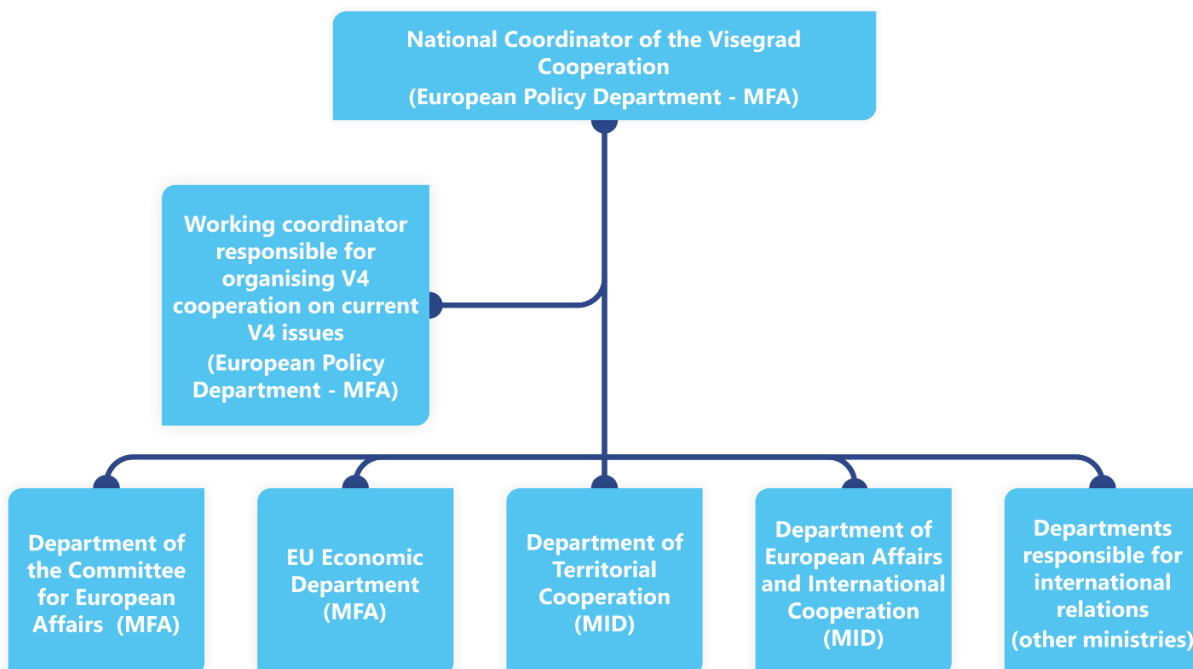 National Coordinator of the Visegrad
Cooperation
(European Policy Department - MFA)
Working coordinator
responsible for
organising V4
cooperation on current
V4 issues
(European Policy
Department - MFA)
Department of
the Committee
for European
Affairs (MFA)
EU Economic
Department
(MFA)
Department of
Territorial
Cooperation
(MID)
Department of
European Affairs
and International
Cooperation
(MID)
Departments
responsible for
international
relations
(other ministries)